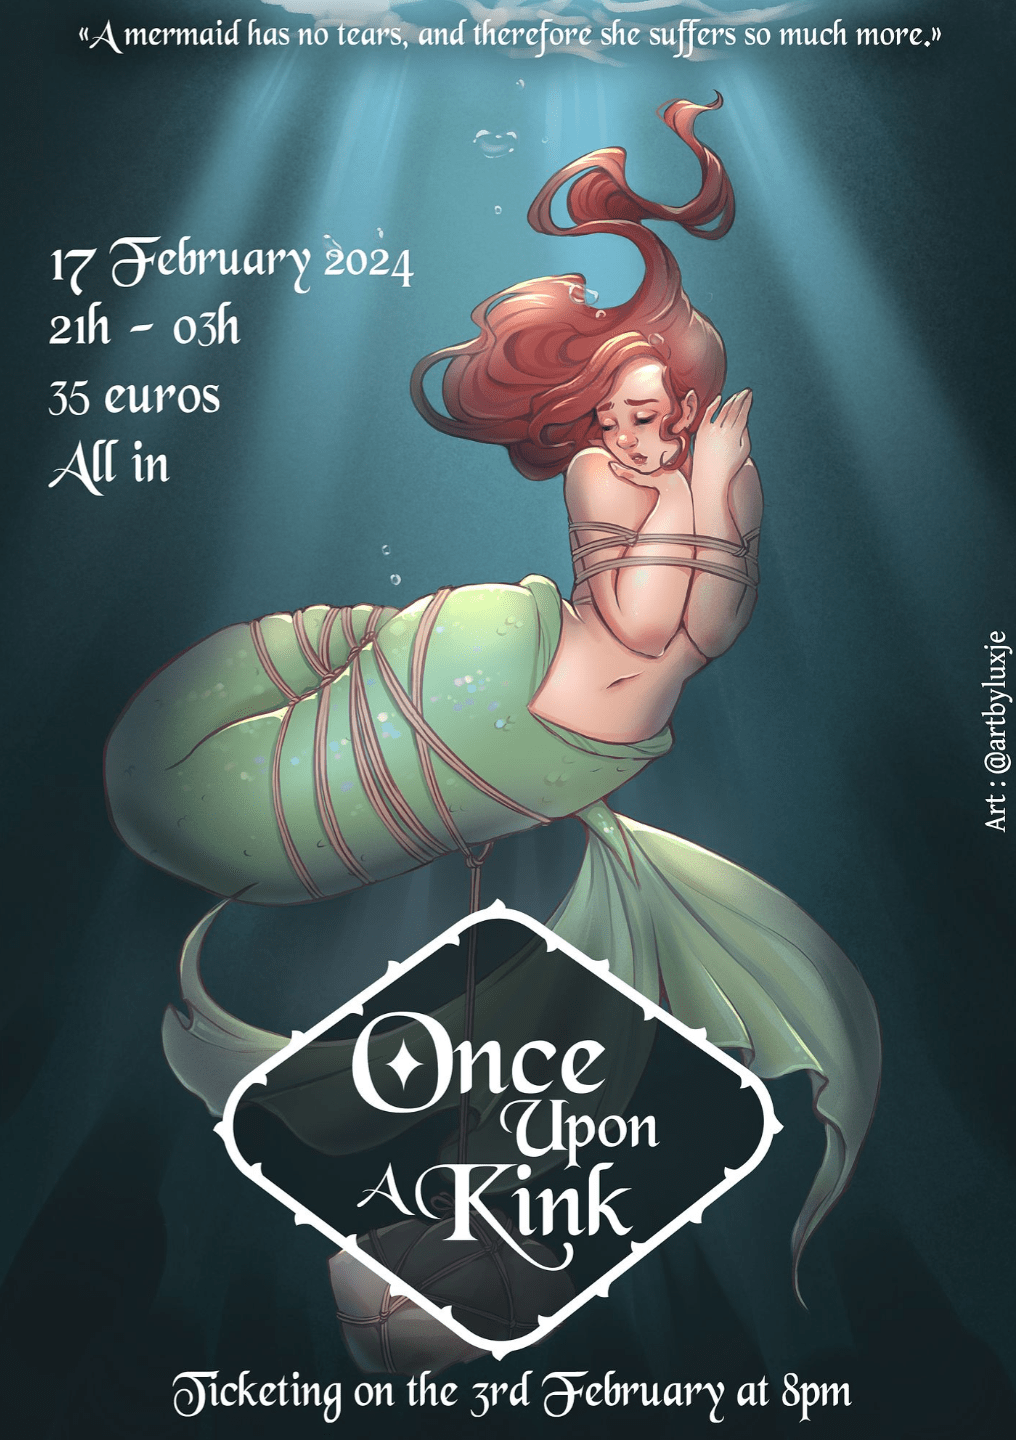 «A mermaid has no tears, and therefore she suffers so much more.»
17 February 2024
21h - 03h
35 euros
All in
Art : @artbyluxje
Once
Upon
A Kink
Ticketing on the 3rd February at 8pm